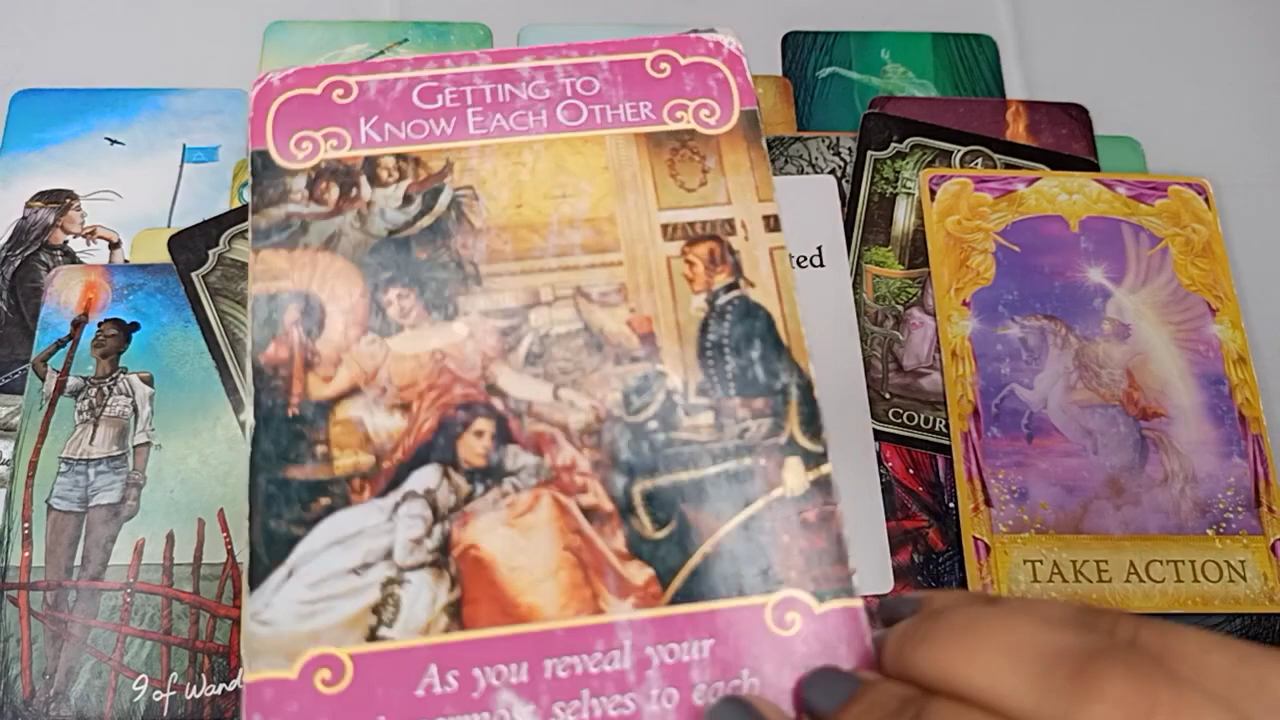 GETTING TO
KNOW EACH OTHER
ted
4
COUR
TAKE ACTION
9 of Wand
As you reveal your
selves to each